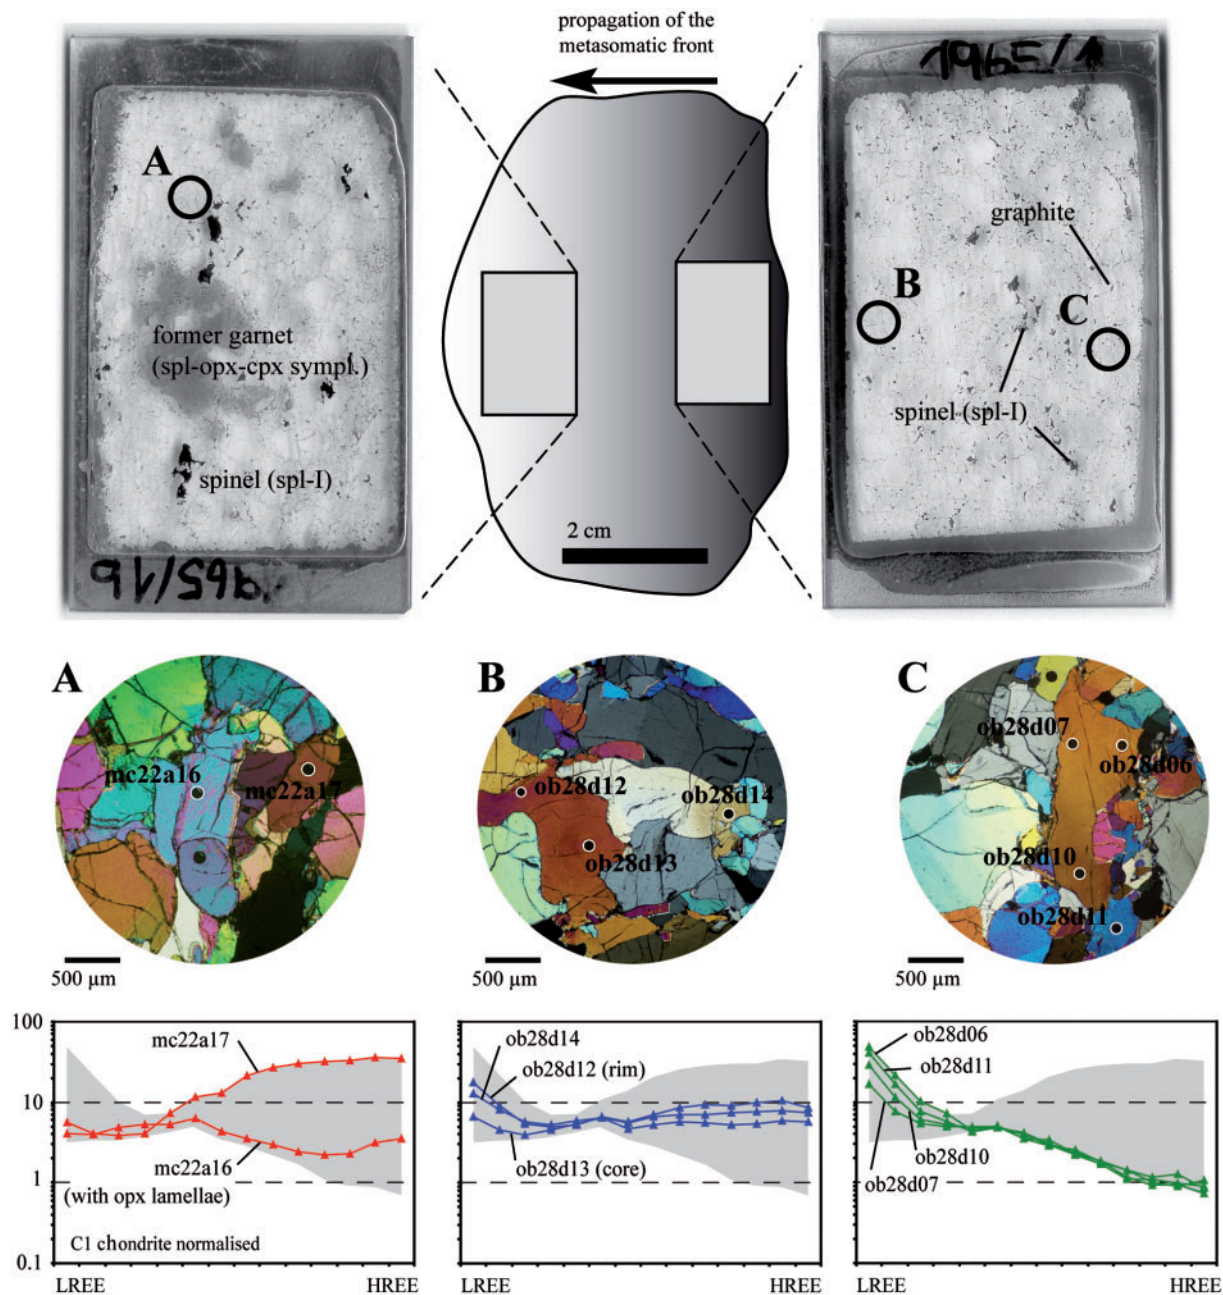 propagation of the
metasomatic front
1965/1
A
graphite
B
C
former garnet
(spl-opx-cpx sympl.)
spinel (spl-I)
spinel (spl-I)
2 cm
965/1b
A
B
C
mc22a16
mc22a17
ob28d12
ob28d14
ob28d13
ob28d07
ob28d06
ob28d10
ob28d11
500 µm
500 µm
500 µm
100
10
1
0.1
mc22a17
mc22a16
(with opx lamellae)
C1 chondrite normalised
LREE
HREE
ob28d14
ob28d12 (rim)
ob28d13 (core)
LREE
HREE
ob28d06
ob28d11
ob28d10
ob28d07
LREE
HREE